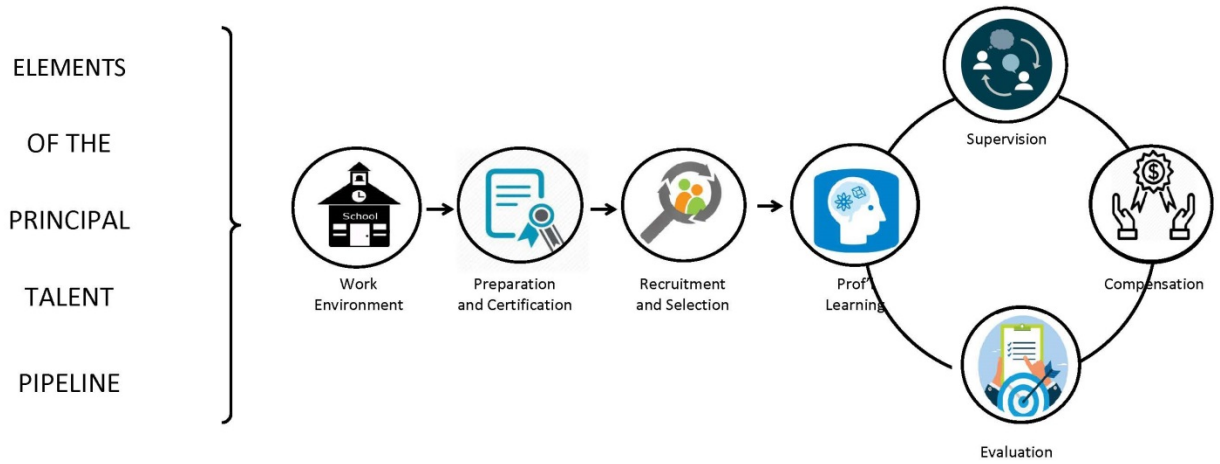 ELEMENTS
OF THE
PRINCIPAL
TALENT
PIPELINE
School
Work
Environment
Preparation
and Certification
Recruitment
and Selection
Prof'l
Learning
Supervision
$
Compensation
Evaluation